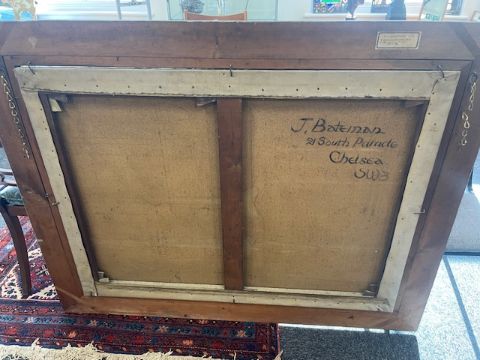 J. Bateman
21 South Parade
Chelsea
SW3